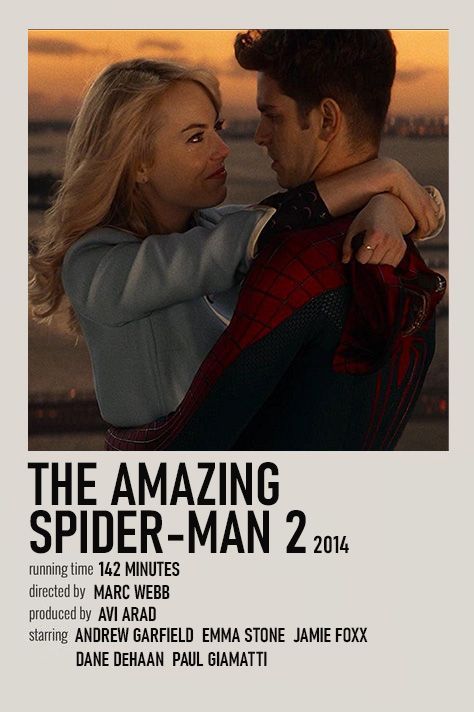 THE AMAZING
SPIDER-MAN 2 2014
running time 142 MINUTES
directed by MARC WEBB
produced by AVI ARAD
starring ANDREW GARFIELD EMMA STONE JAMIE FOXX
DANE DeHAAN PAUL GIAMATTI